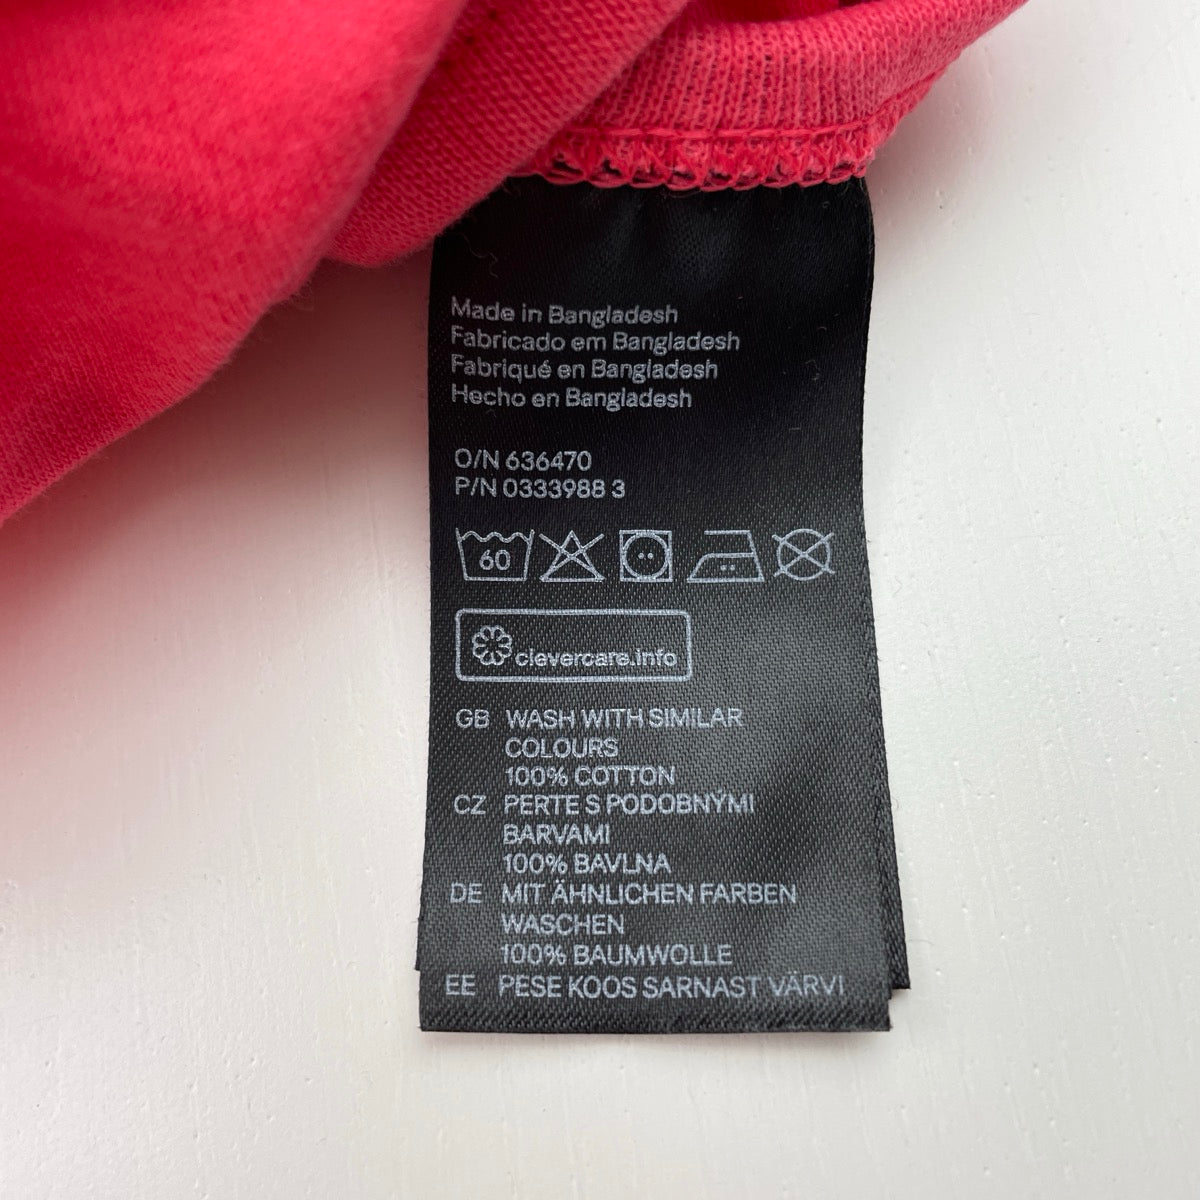 Made in Bangladesh
Fabricado em Bangladesh
Fabriqué en Bangladesh
Hecho en Bangladesh
O/N 636470
P/N 0333988 3
60
clevercare.info
GB WASH WITH SIMILAR
COLOURS
100% COTTON
CZ PERTE S PODOBNÝMI
BARVAMI
100% BAVLNA
DE MIT ÄHNLICHEN FARBEN
WASCHEN
100% BAUMWOLLE
EE PESE KOOS SARNAST VÄRVI